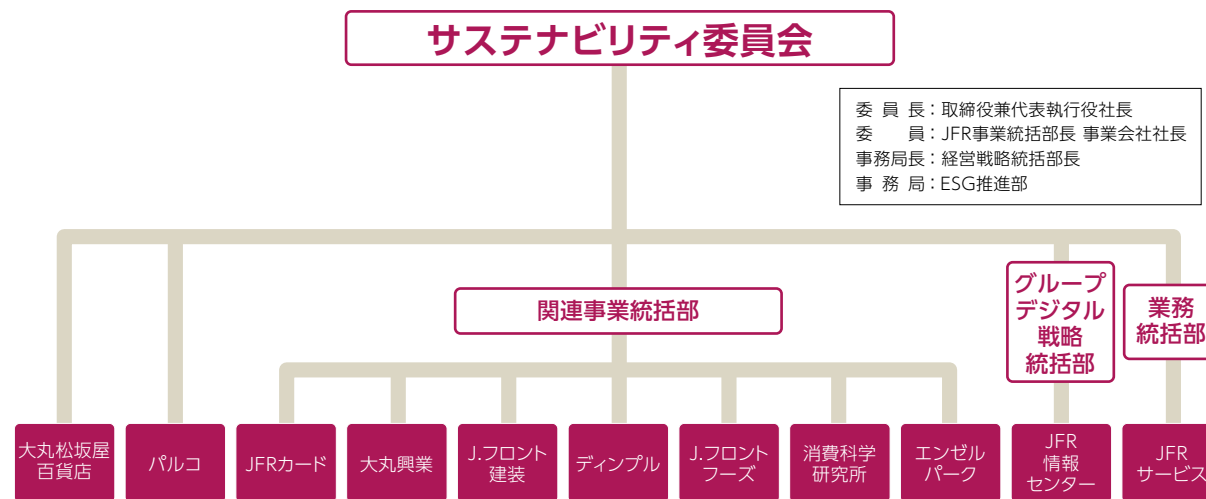 サステナビリティ委員会
委 員 長：取締役兼代表執行役社長
委　　員：JFR事業統括部長 事業会社社長
事務局長：経営戦略統括部長
事 務 局：ESG推進部
関連事業統括部
グループ
デジタル
戦略
統括部
業務
統括部
大丸松坂屋
百貨店
パルコ
JFRカード
大丸興業
J.フロント
建装
ディンプル
J.フロント
フーズ
消費科学
研究所
エンゼル
パーク
JFR
情報
センター
JFR
サービス